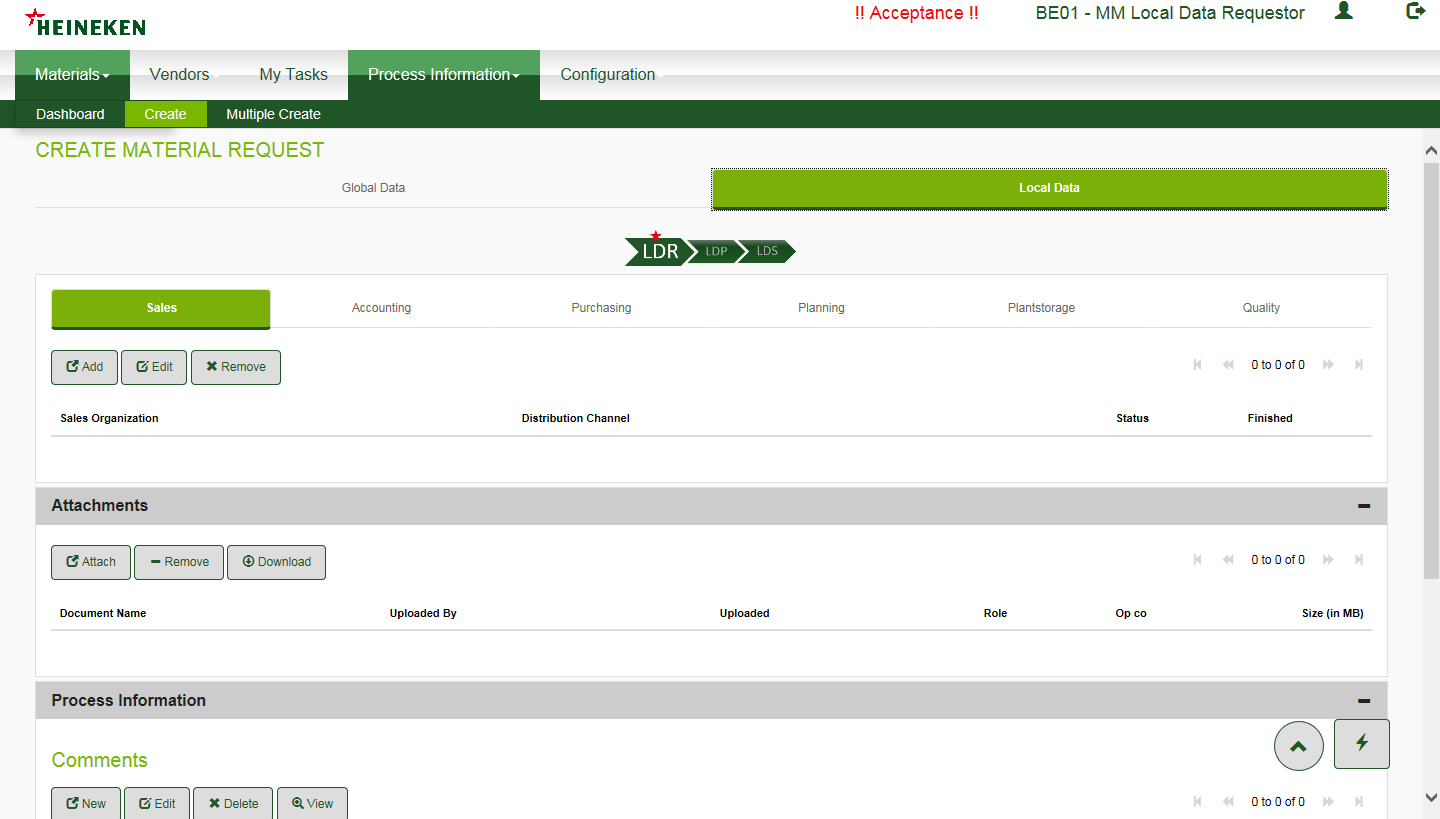 HEINEKEN
!! Acceptance !!
BE01 - MM Local Data Requestor
Materials Vendors My Tasks Process Information Configuration
Dashboard Create Multiple Create
CREATE MATERIAL REQUEST
Global Data Local Data
LDR LDP LDS
Sales Accounting Purchasing Planning Plantstorage Quality
Add Edit Remove 0 to 0 of 0
Sales Organization Distribution Channel Status Finished
Attachments
Attach Remove Download 0 to 0 of 0
Document Name Uploaded By Uploaded Role Op co Size (in MB)
Process Information
Comments
New Edit Delete View 0 to 0 of 0